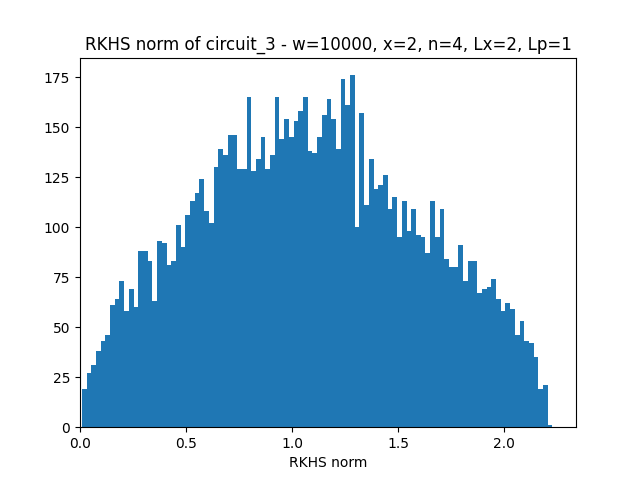 RKHS norm of circuit_3 - w=10000, x=2, n=4, Lx=2, Lp=1
175
150
125
100
75
50
25
0
0.0 0.5 1.0 1.5 2.0
RKHS norm